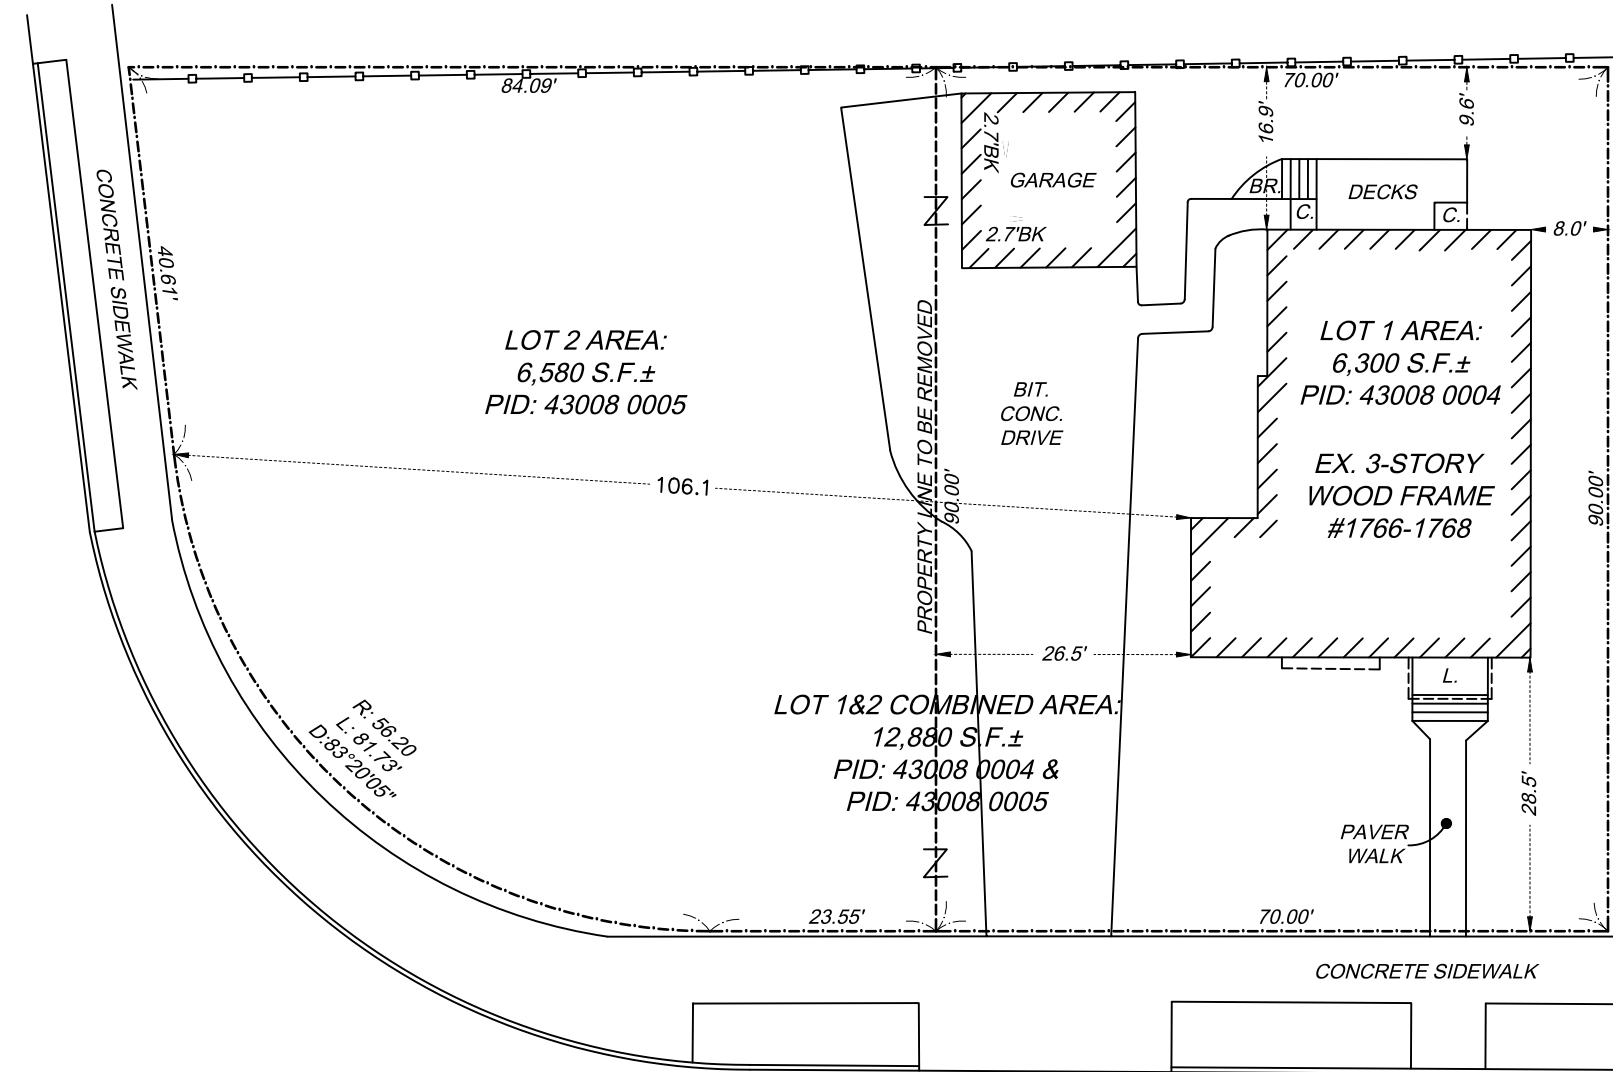 84.09'
70.00'
16.9'
9.6'
2.7'BK
GARAGE
2.7'BK
BR.
C.
DECKS
C.
8.0'
CONCRETE SIDEWALK
40.61'
LOT 2 AREA:
6,580 S.F.±
PID: 43008 0005
PROPERTY LINE TO BE REMOVED
90.00'
BIT.
CONC.
DRIVE
LOT 1 AREA:
6,300 S.F.±
PID: 43008 0004
EX. 3-STORY
WOOD FRAME
#1766-1768
90.00'
106.1
26.5'
L.
LOT 1&2 COMBINED AREA:
12,880 S.F.±
PID: 43008 0004 &
PID: 43008 0005
R: 56.20
L: 81.73'
D:83°20'05"
28.5'
PAVER
WALK
23.55'
70.00'
CONCRETE SIDEWALK